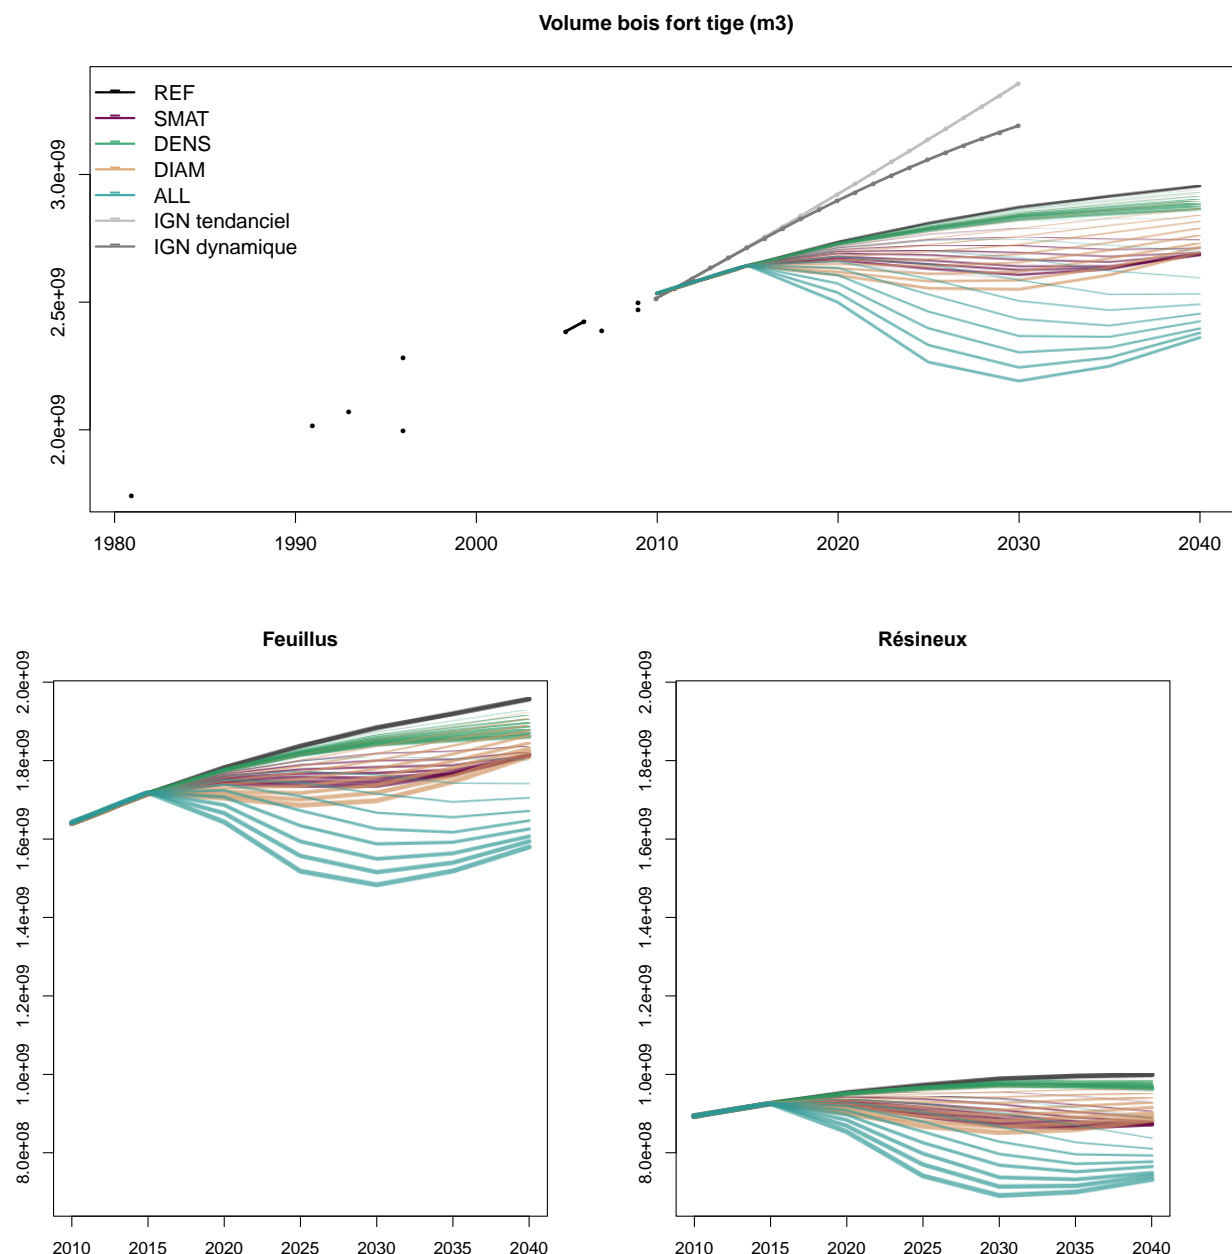 Volume bois fort tige (m3)
REF
SMAT
DENS
DIAM
ALL
IGN tendanciel
IGN dynamique
3.0e+09
2.5e+09
2.0e+09
1980 1990 2000 2010 2020 2030 2040
Feuillus
2.0e+09
1.8e+09
1.6e+09
1.4e+09
1.2e+09
1.0e+09
8.0e+08
2010 2015 2020 2025 2030 2035 2040
Résineux
2.0e+09
1.8e+09
1.6e+09
1.4e+09
1.2e+09
1.0e+09
8.0e+08
2010 2015 2020 2025 2030 2035 2040